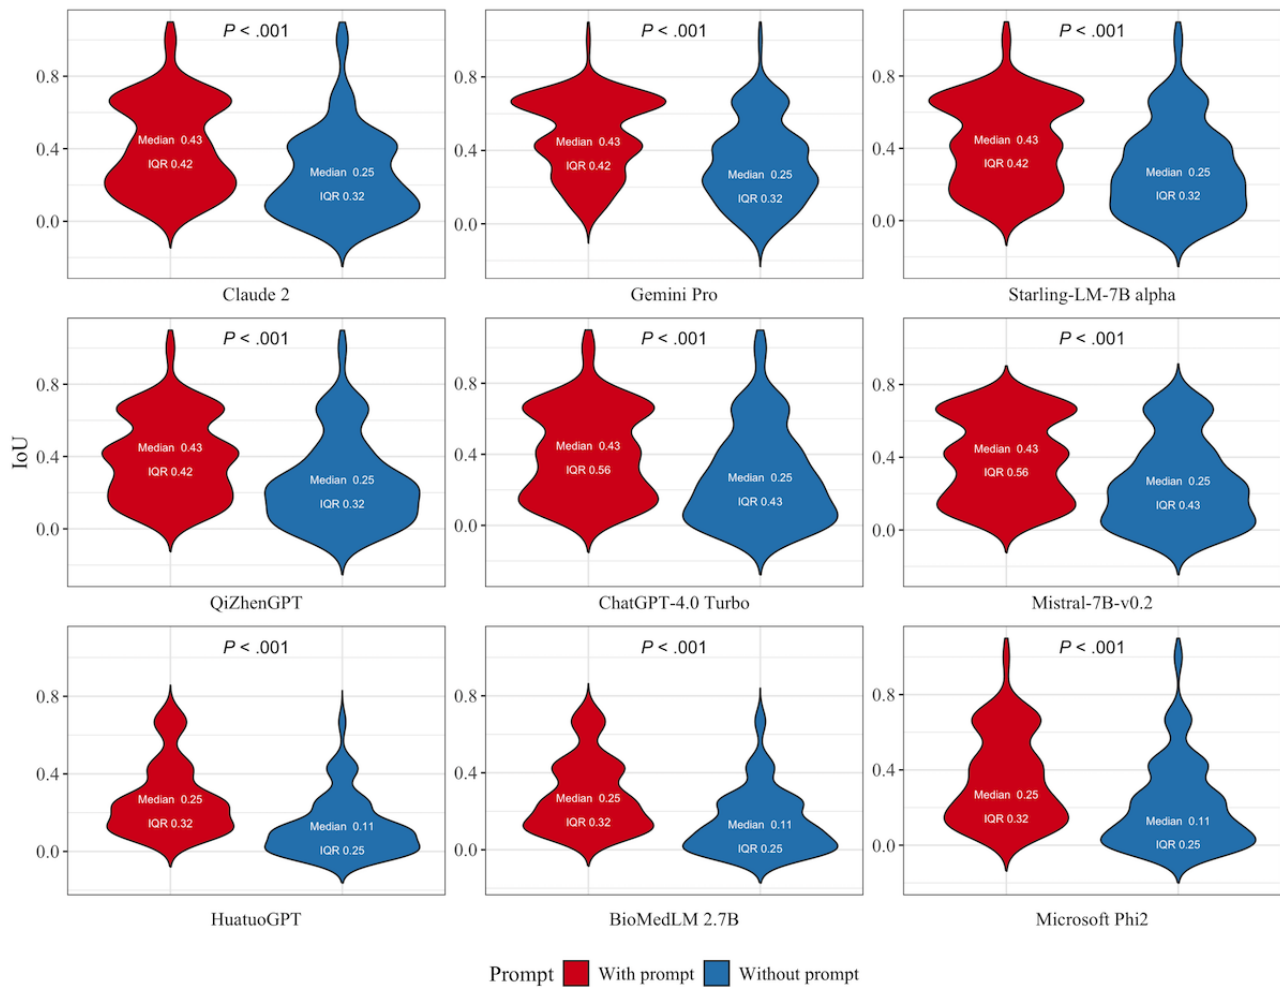 P < .001
P < .001
P < .001
0.8
0.4
0.0
Median 0.43
IQR 0.42
Median 0.25
IQR 0.32
0.8
0.4
0.0
Median 0.43
IQR 0.42
Median 0.25
IQR 0.32
0.8
0.4
0.0
Median 0.43
IQR 0.42
Median 0.25
IQR 0.32
Claude 2
Gemini Pro
Starling-LM-7B alpha
IoU
P < .001
P < .001
P < .001
0.8
0.4
0.0
Median 0.43
IQR 0.42
Median 0.25
IQR 0.32
0.8
0.4
0.0
Median 0.43
IQR 0.56
Median 0.25
IQR 0.43
0.8
0.4
0.0
Median 0.43
IQR 0.56
Median 0.25
IQR 0.43
QiZhenGPT
ChatGPT-4.0 Turbo
Mistral-7B-v0.2
P < .001
P < .001
P < .001
0.8
0.4
0.0
Median 0.25
IQR 0.32
Median 0.11
IQR 0.25
0.8
0.4
0.0
Median 0.25
IQR 0.32
Median 0.11
IQR 0.25
0.8
0.4
0.0
Median 0.25
IQR 0.32
Median 0.11
IQR 0.25
HuatuoGPT
BioMedLM 2.7B
Microsoft Phi2
Prompt With prompt Without prompt